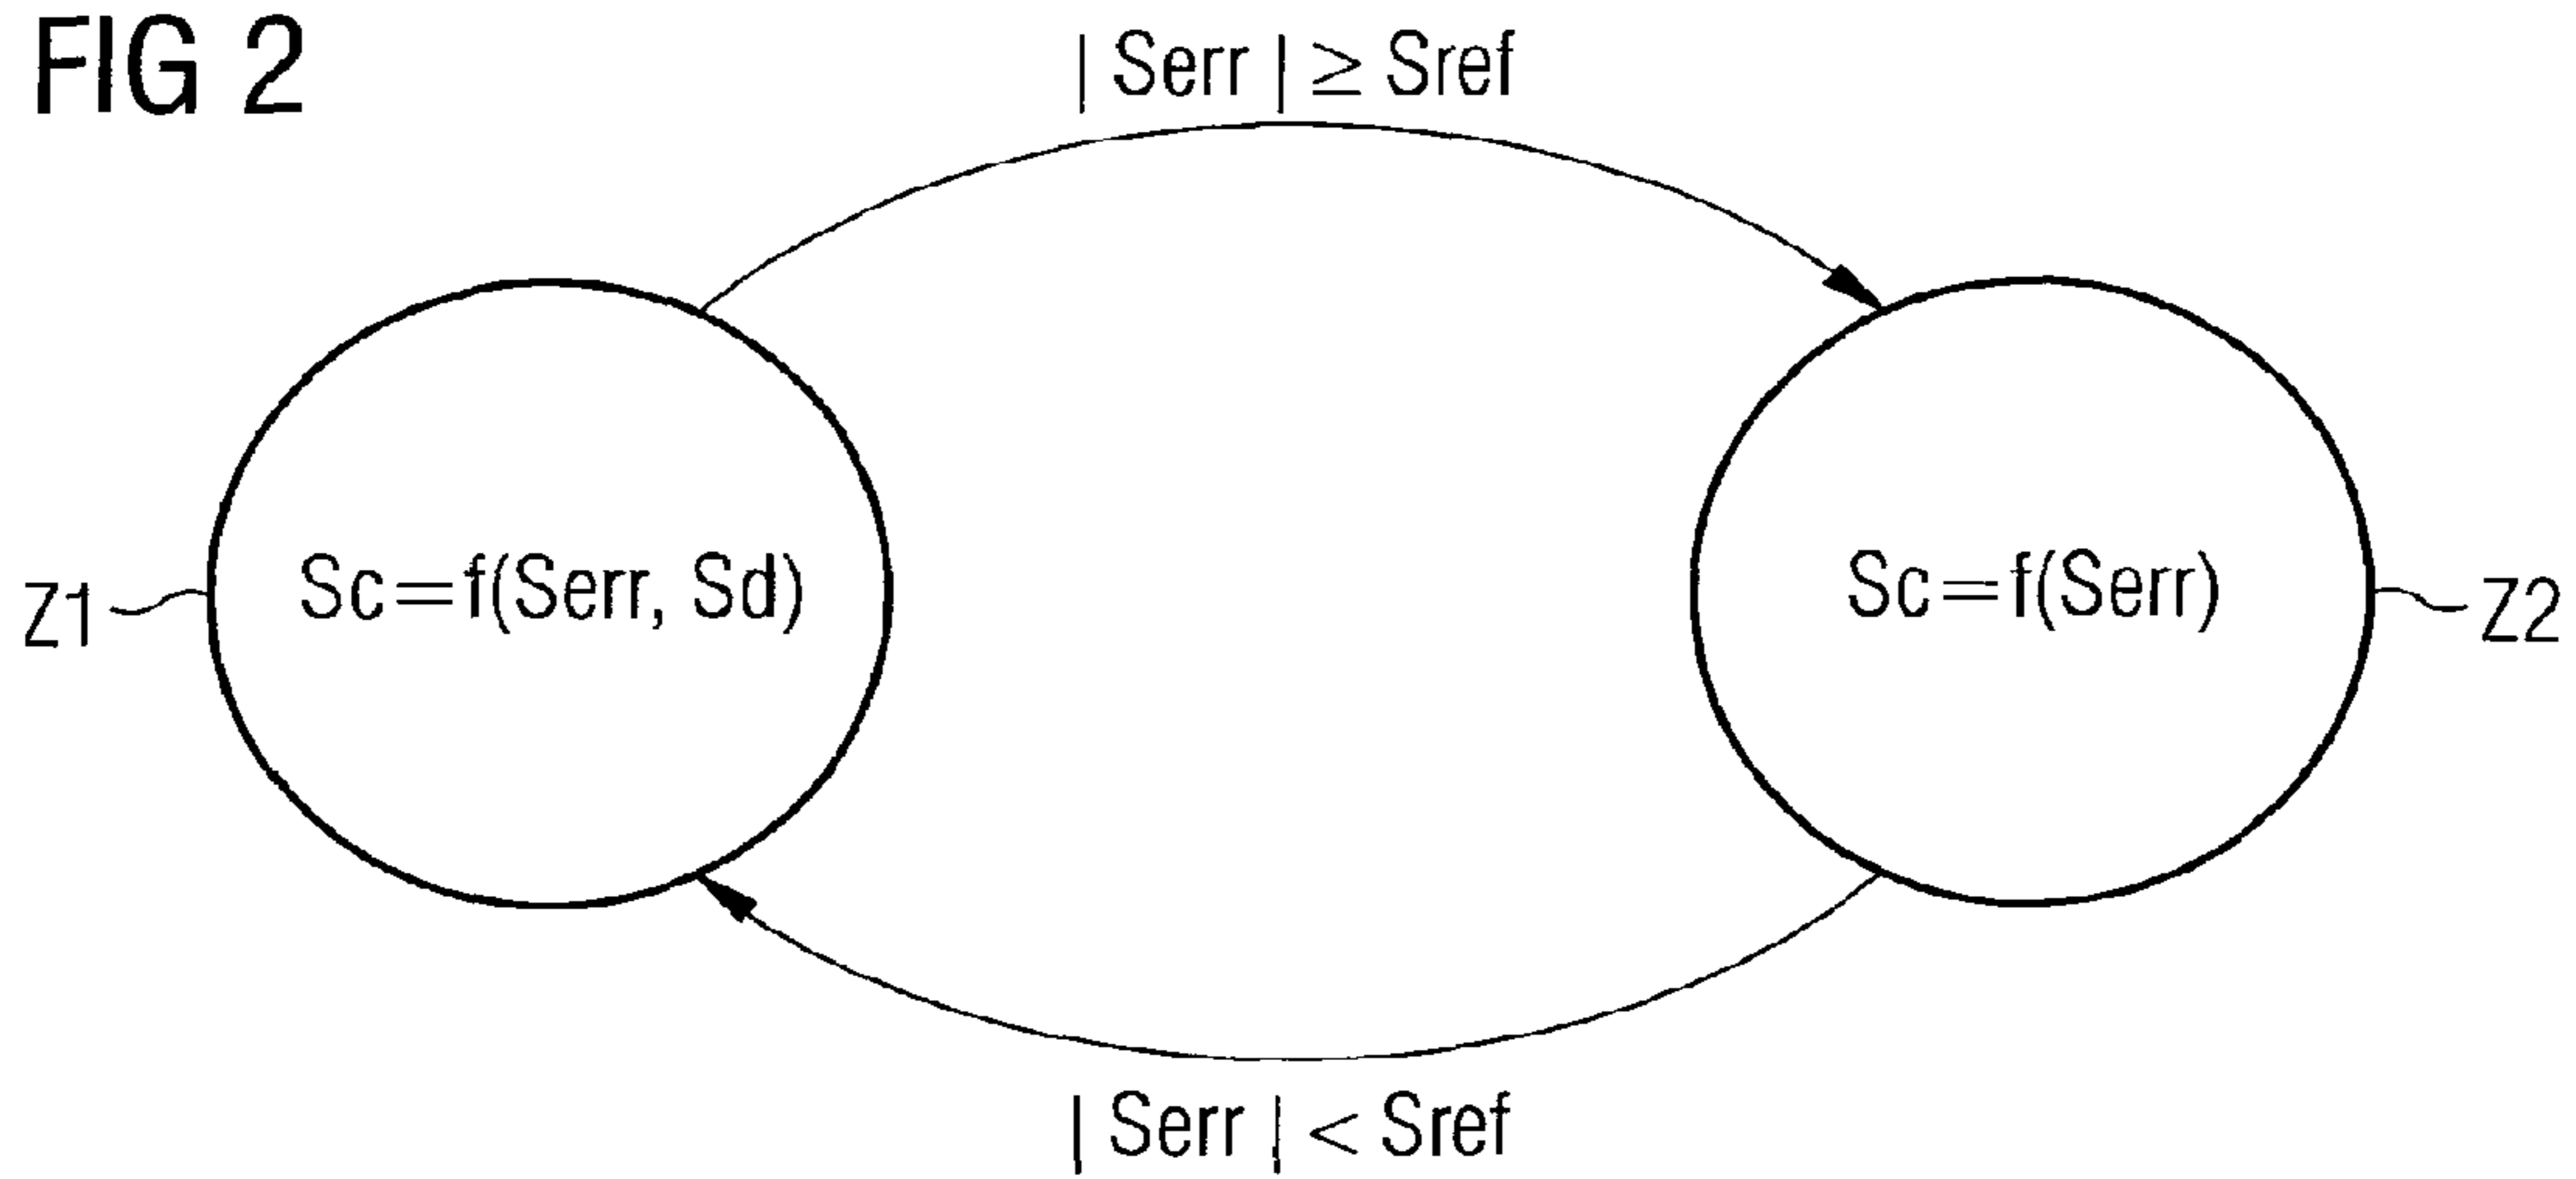 FIG 2
| Serr | ≥ Sref
Z1
Sc=f(Serr, Sd)
Sc=f(Serr)
Z2
| Serr | < Sref